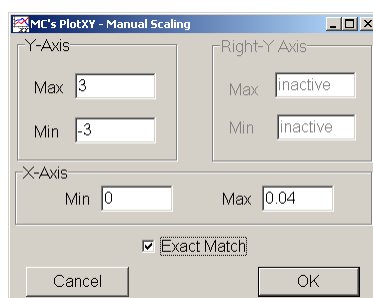 MC's PlotXY - Manual Scaling
Y-Axis
Right-Y Axis
Max 3
Max inactive
Min -3
Min inactive
X-Axis
Min 0
Max 0.04
Exact Match
Cancel
OK